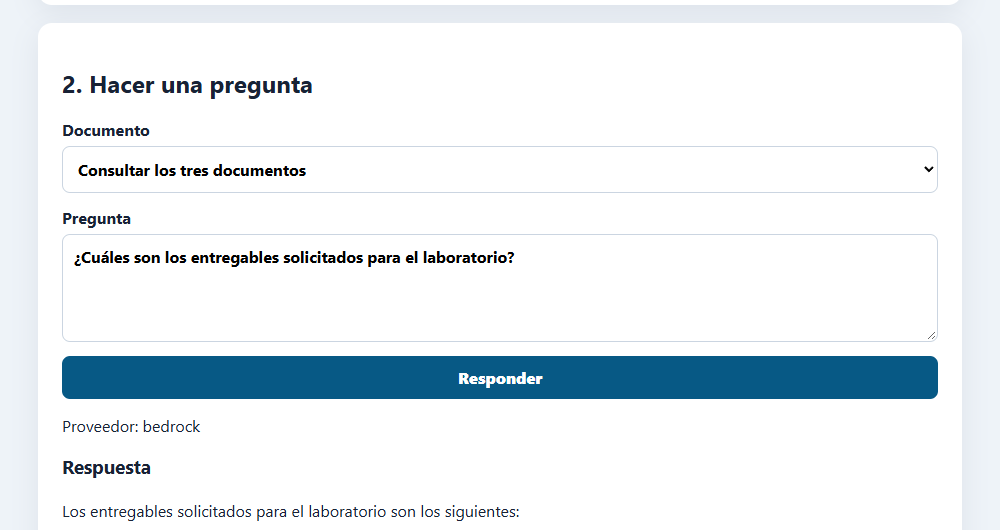 2. Hacer una pregunta
Documento
Consultar los tres documentos
Pregunta
¿Cuáles son los entregables solicitados para el laboratorio?
Responder
Proveedor: bedrock
Respuesta
Los entregables solicitados para el laboratorio son los siguientes: